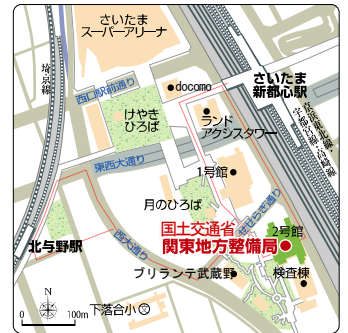 さいたま
スーパーアリーナ
埼京線
西口駅前通り
docomo
さいたま
新都心駅
けやき
ひろば
ランド
アクシスタワー
京浜東北線
宇都宮線・高崎線
東西大通り
1号館
月のひろば
せせらぎ通り
国土交通省
関東地方整備局
2号館
北与野駅
西大通り
ブリランテ武蔵野
検査棟
N
0 100m
下落合小 文